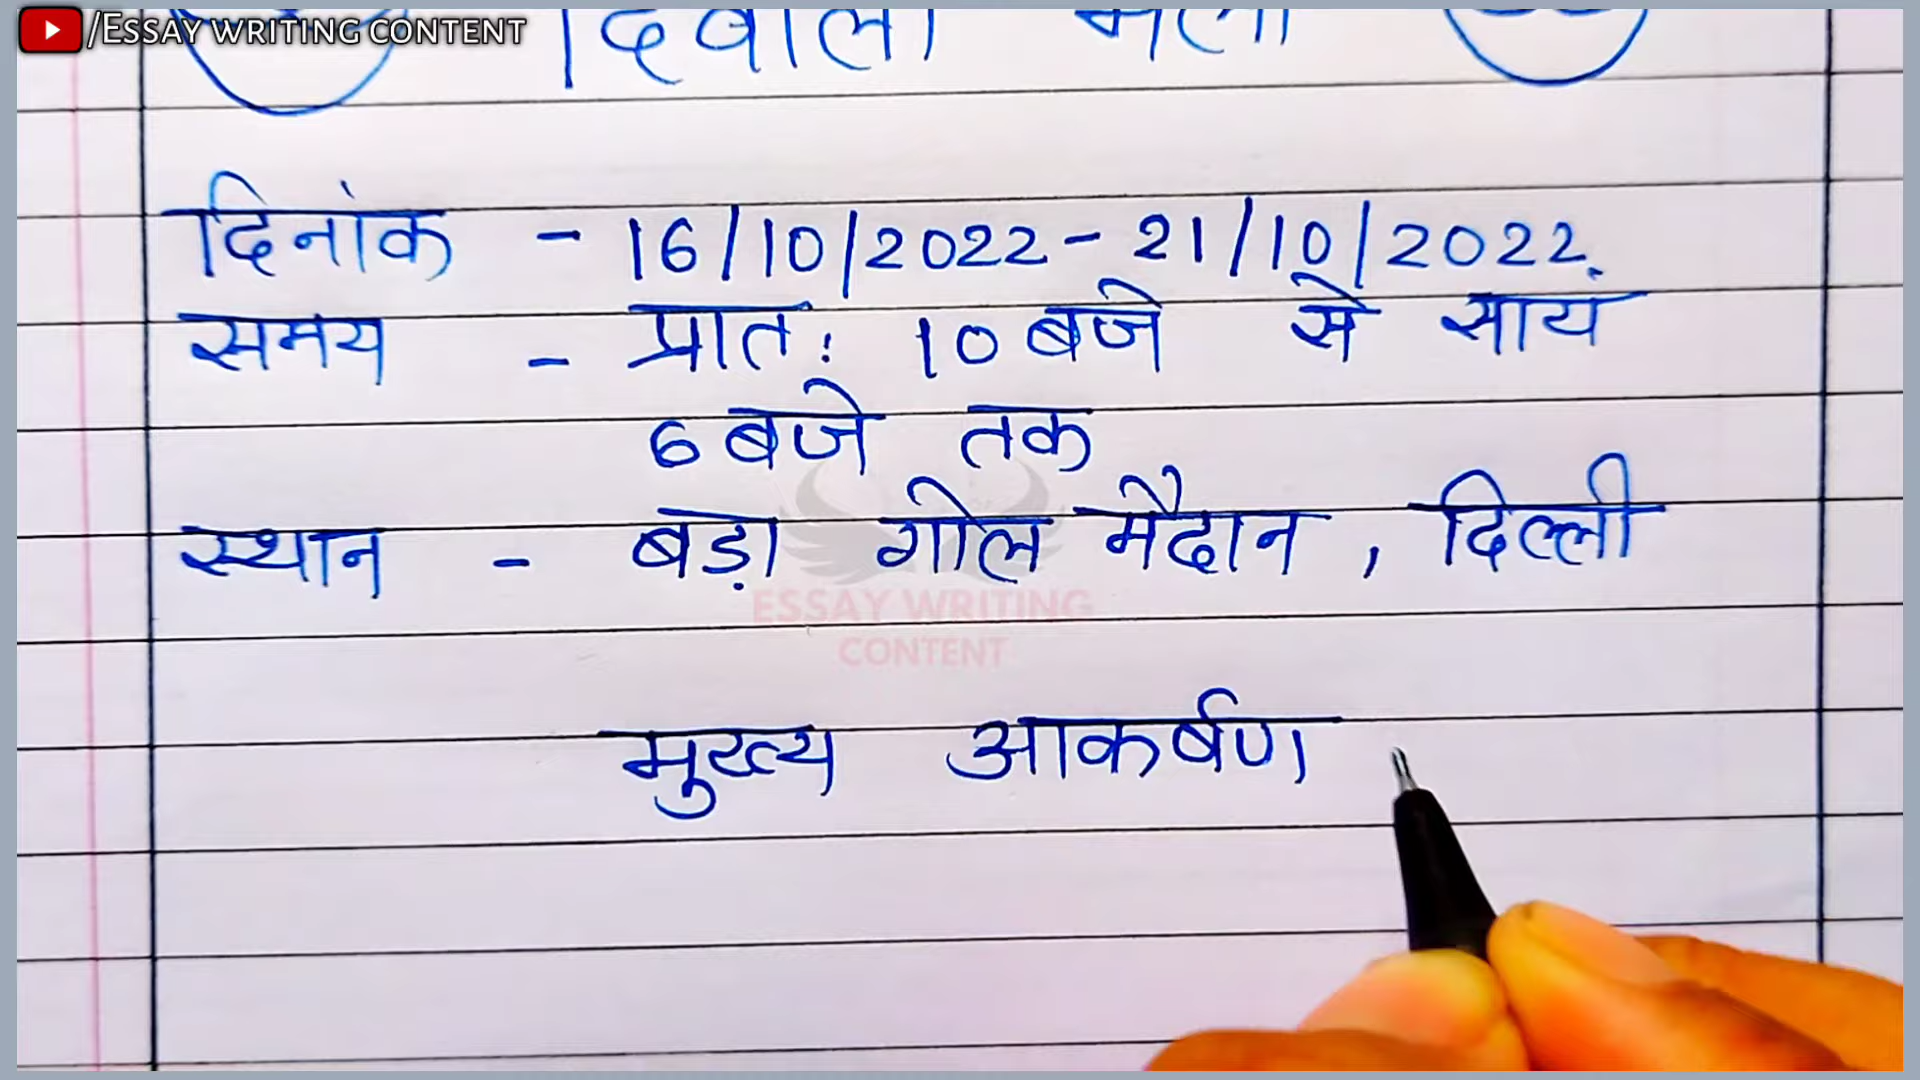 /ESSAY WRITING CONTENT
दिवाली मेला
दिनांक - 16/10/2022 - 21/10/2022
समय - प्रात: 10 बजे से सायं
6 बजे तक
स्थान - बड़ा गोल मैदान , दिल्ली
ESSAY WRITING
CONTENT
मुख्य आकर्षण